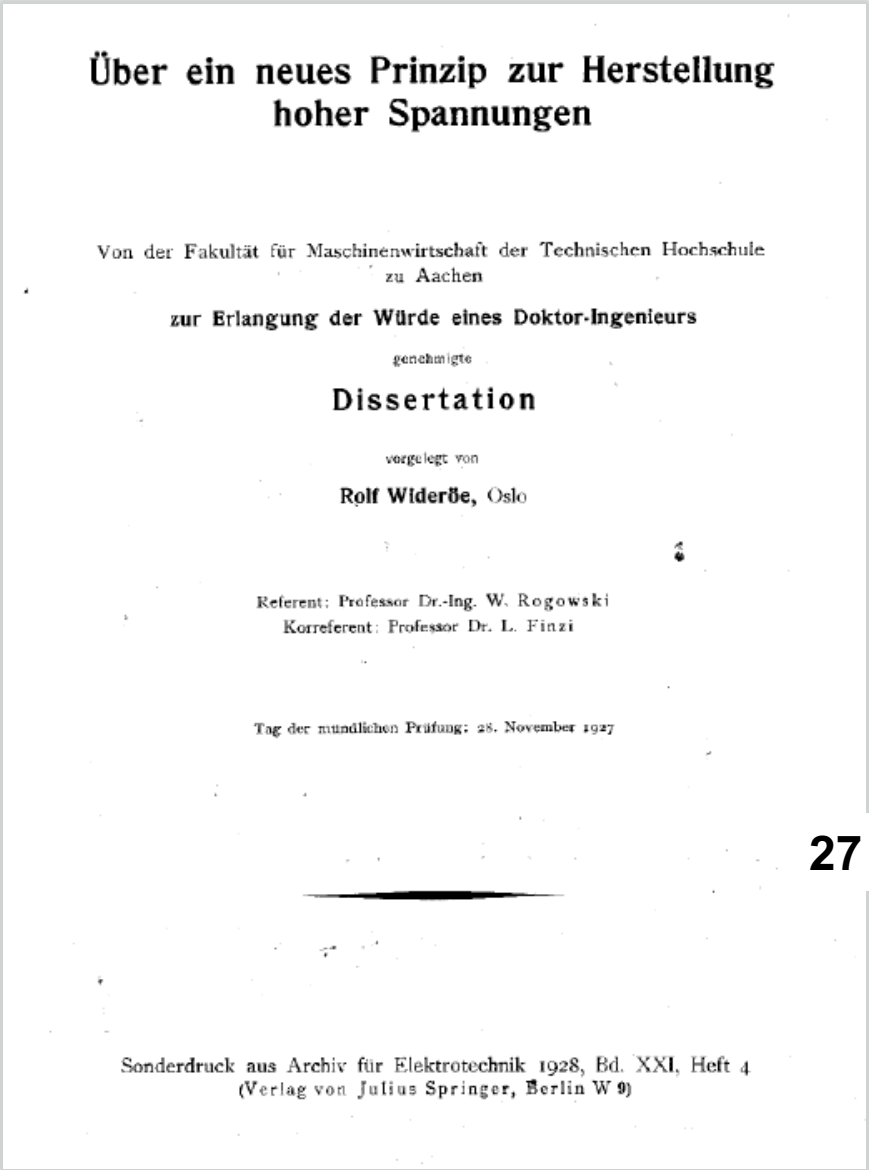 Über ein neues Prinzip zur Herstellung
hoher Spannungen
Von der Fakultät für Maschinenwirtschaft der Technischen Hochschule
zu Aachen
zur Erlangung der Würde eines Doktor-Ingenieurs
genehmigte
Dissertation
vorgelegt von
Rolf Wideröe, Oslo
Referent: Professor Dr.-Ing. W. Rogowski
Korreferent: Professor Dr. L. Finzi
Tag der mündlichen Prüfung: 28. November 1927
27
Sonderdruck aus Archiv für Elektrotechnik 1928, Bd. XXI, Heft 4
(Verlag von Julius Springer, Berlin W 9)